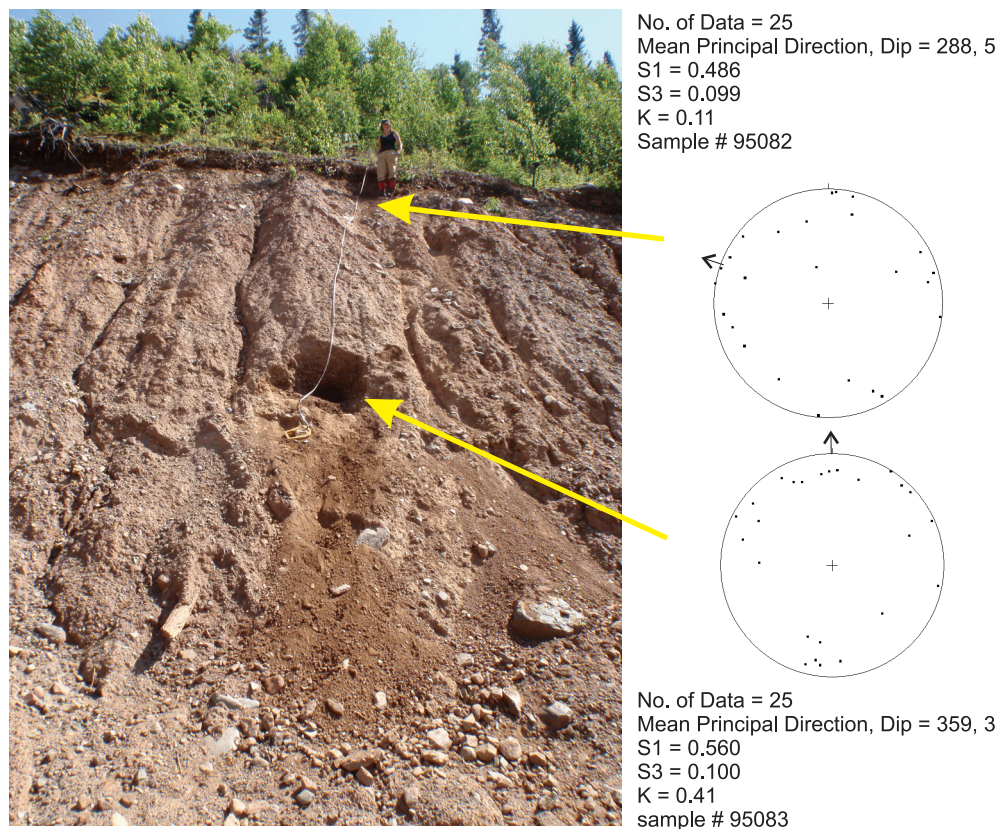 No. of Data = 25
Mean Principal Direction, Dip = 288, 5
S1 = 0.486
S3 = 0.099
K = 0.11
Sample # 95082
No. of Data = 25
Mean Principal Direction, Dip = 359, 3
S1 = 0.560
S3 = 0.100
K = 0.41
sample # 95083